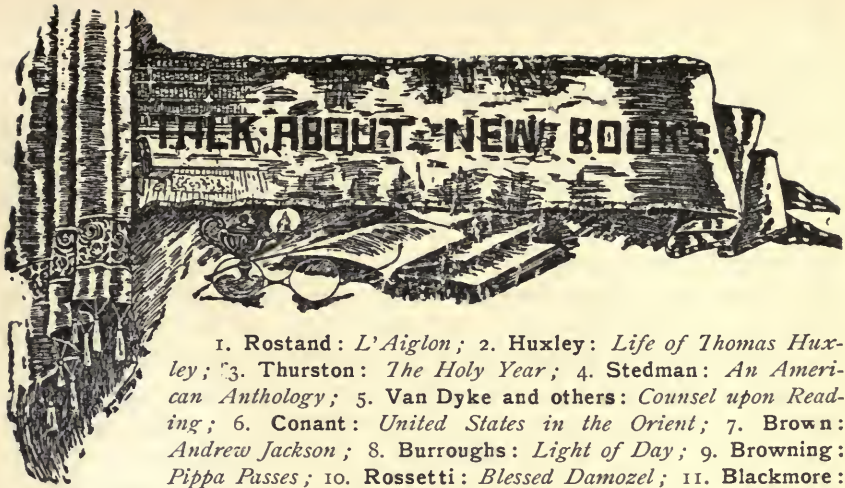 TALK ABOUT NEW BOOKS.
1. Rostand: L'Aiglon; 2. Huxley: Life of Thomas Hux-
ley; 3. Thurston: The Holy Year; 4. Stedman: An Ameri-
can Anthology; 5. Van Dyke and others: Counsel upon Read-
ing; 6. Conant: United States in the Orient; 7. Brown:
Andrew Jackson; 8. Burroughs: Light of Day; 9. Browning:
Pippa Passes; 10. Rossetti: Blessed Damozel; 11. Blackmore: